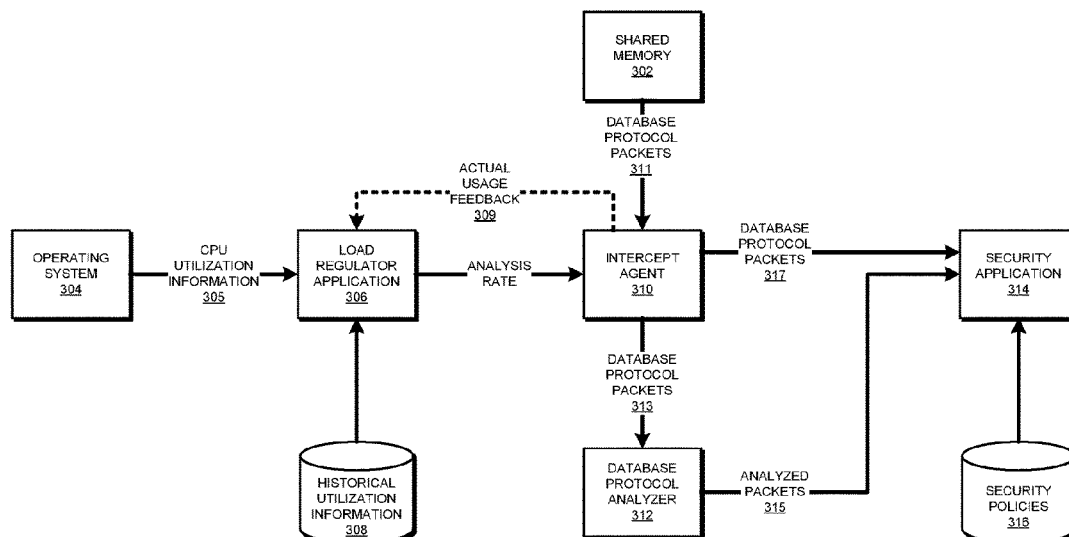 SHARED
MEMORY
302
DATABASE
PROTOCOL
PACKETS
311
ACTUAL
USAGE
FEEDBACK
309
OPERATING
SYSTEM
304
CPU
UTILIZATION
INFORMATION
305
LOAD
REGULATOR
APPLICATION
306
ANALYSIS
RATE
INTERCEPT
AGENT
310
DATABASE
PROTOCOL
PACKETS
317
SECURITY
APPLICATION
314
DATABASE
PROTOCOL
PACKETS
313
HISTORICAL
UTILIZATION
INFORMATION
308
DATABASE
PROTOCOL
ANALYZER
312
ANALYZED
PACKETS
315
SECURITY
POLICIES
316